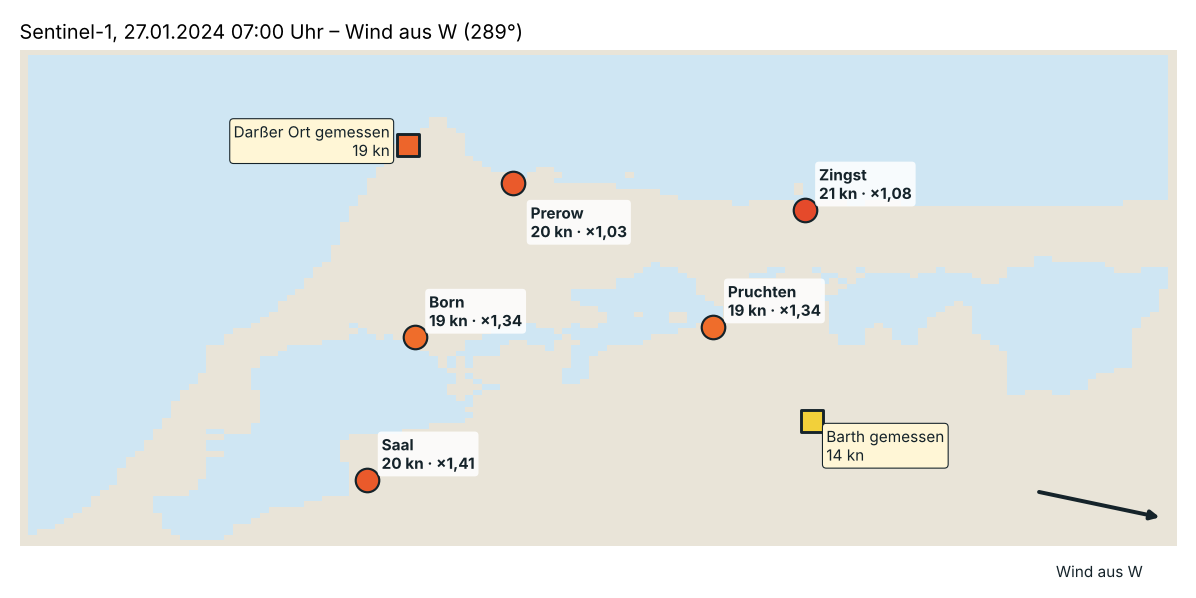 Sentinel-1, 27.01.2024 07:00 Uhr – Wind aus W (289°)
Darßer Ort gemessen
19 kn
Zingst
21 kn · ×1,08
Prerow
20 kn · ×1,03
Pruchten
19 kn · ×1,34
Born
19 kn · ×1,34
Barth gemessen
14 kn
Saal
20 kn · ×1,41
Wind aus W